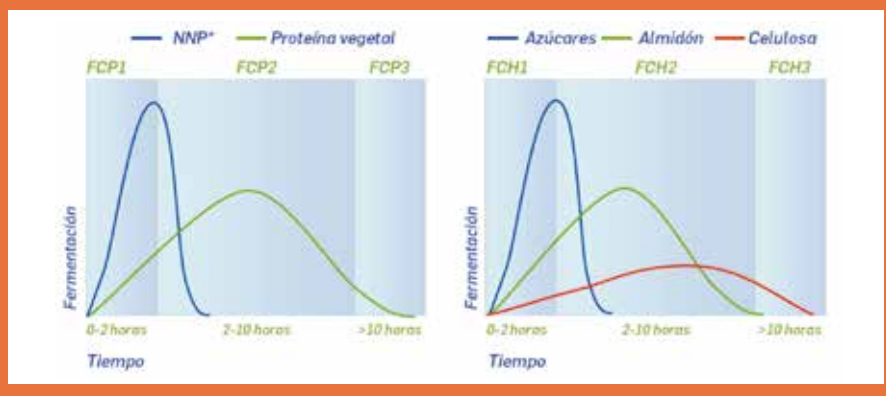 NNP* Proteína vegetal
FCP1 FCP2 FCP3
Fermentación
0-2 horas 2-10 horas >10 horas
Tiempo
Azúcares Almidón Celulosa
FCH1 FCH2 FCH3
Fermentación
0-2 horas 2-10 horas >10 horas
Tiempo